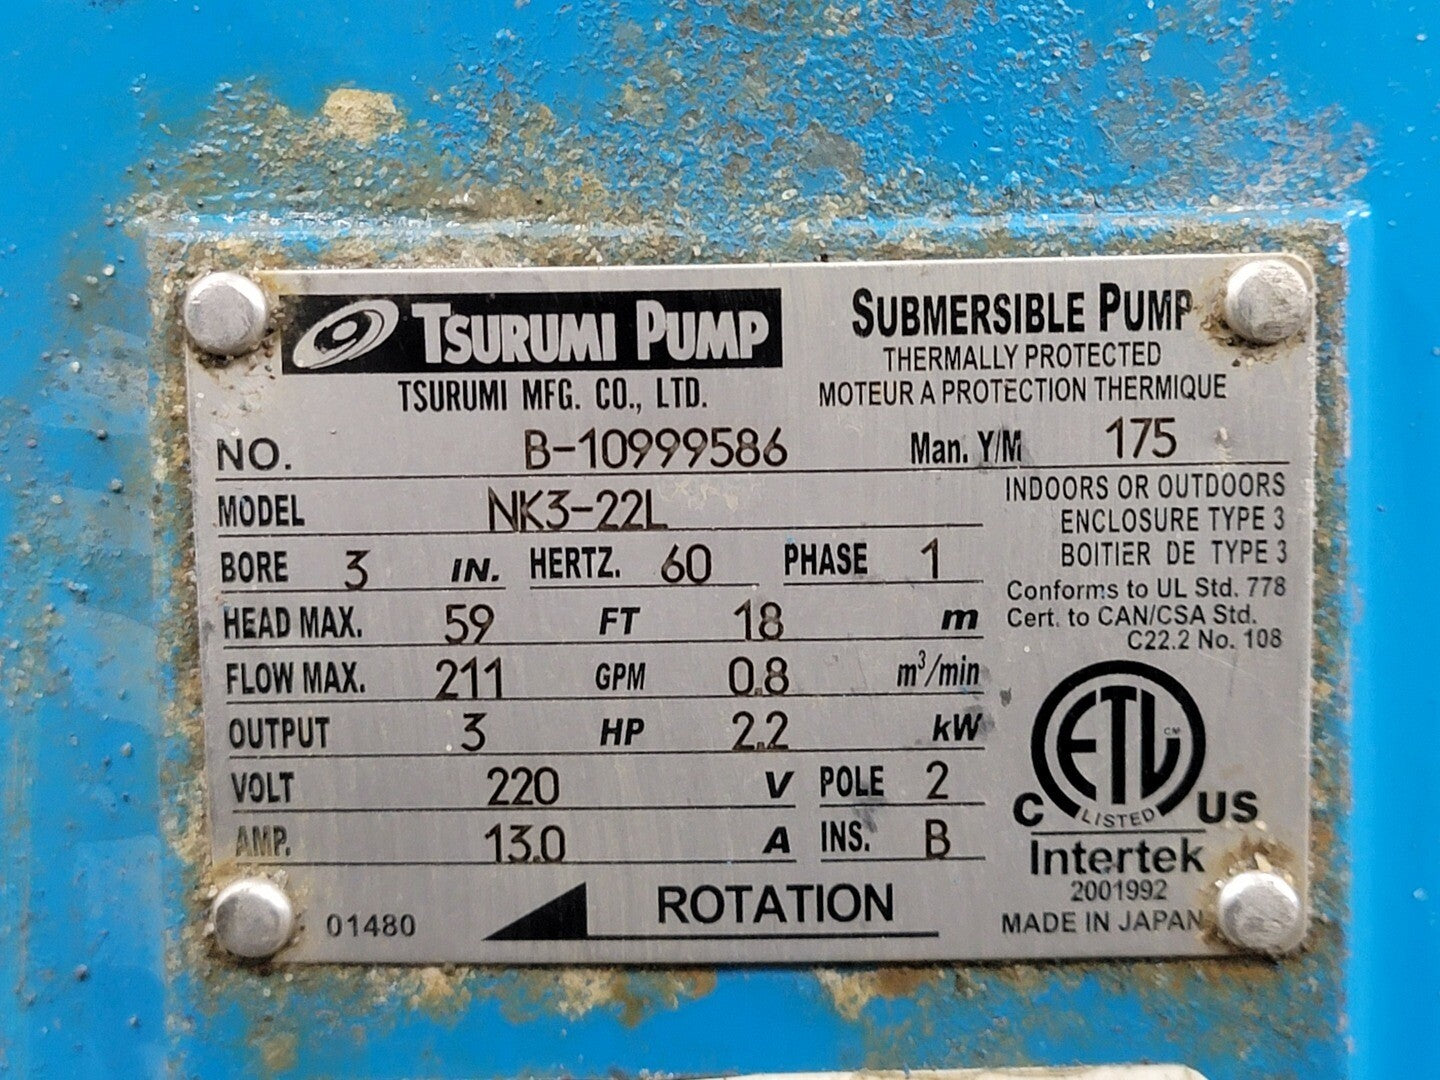 TSURUMI PUMP
TSURUMI MFG. CO., LTD.
SUBMERSIBLE PUMP
THERMALLY PROTECTED
MOTEUR A PROTECTION THERMIQUE
NO. B-10999586 Man. Y/M 175
MODEL NK3-22L
BORE 3 IN. HERTZ. 60 PHASE 1
HEAD MAX. 59 FT 18 m
FLOW MAX. 211 GPM 0.8 m³/min
OUTPUT 3 HP 2.2 kW
VOLT 220 V POLE 2
AMP. 13.0 A INS. B
01480 ROTATION
INDOORS OR OUTDOORS
ENCLOSURE TYPE 3
BOITIER DE TYPE 3
Conforms to UL Std. 778
Cert. to CAN/CSA Std.
C22.2 No. 108
ETL CM
LISTED
C US
Intertek
2001992
MADE IN JAPAN